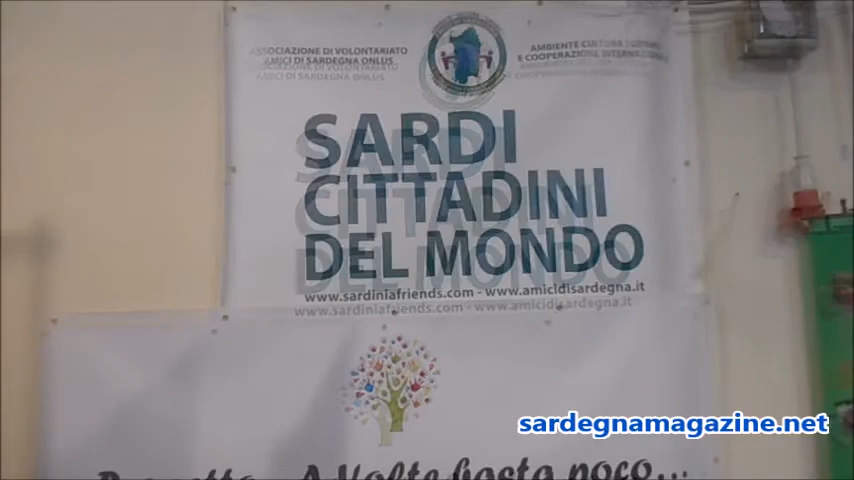 ASSOCIAZIONE DI VOLONTARIATO
AMICI DI SARDEGNA ONLUS
AMBIENTE CULTURA
E COOPERAZIONE INTERNAZIONALE
SARDI
CITTADINI
DEL MONDO
www.sardiniafriends.com - www.amicidisardegna.it
sardegnamagazine.net
A Volte basta poco...